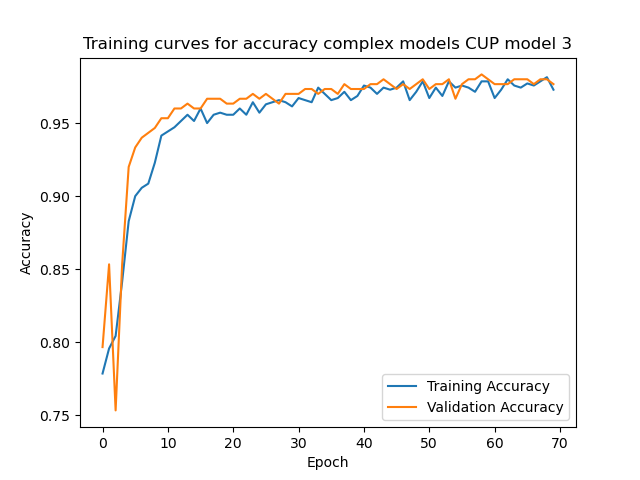 Training curves for accuracy complex models CUP model 3
0.95
0.90
0.85
0.80
0.75
Accuracy
Training Accuracy
Validation Accuracy
0 10 20 30 40 50 60 70
Epoch